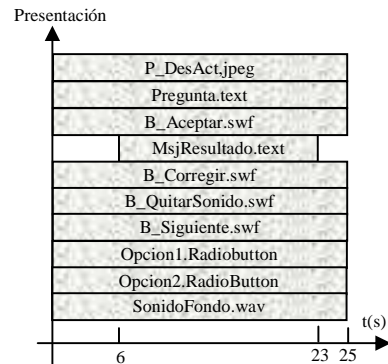 Presentación
P_DesAct.jpeg
Pregunta.text
B_Aceptar.swf
MsjResultado.text
B_Corregir.swf
B_QuitarSonido.swf
B_Siguiente.swf
Opcion1.Radiobutton
Opcion2.RadioButton
SonidoFondo.wav
t(s)
6 23 25